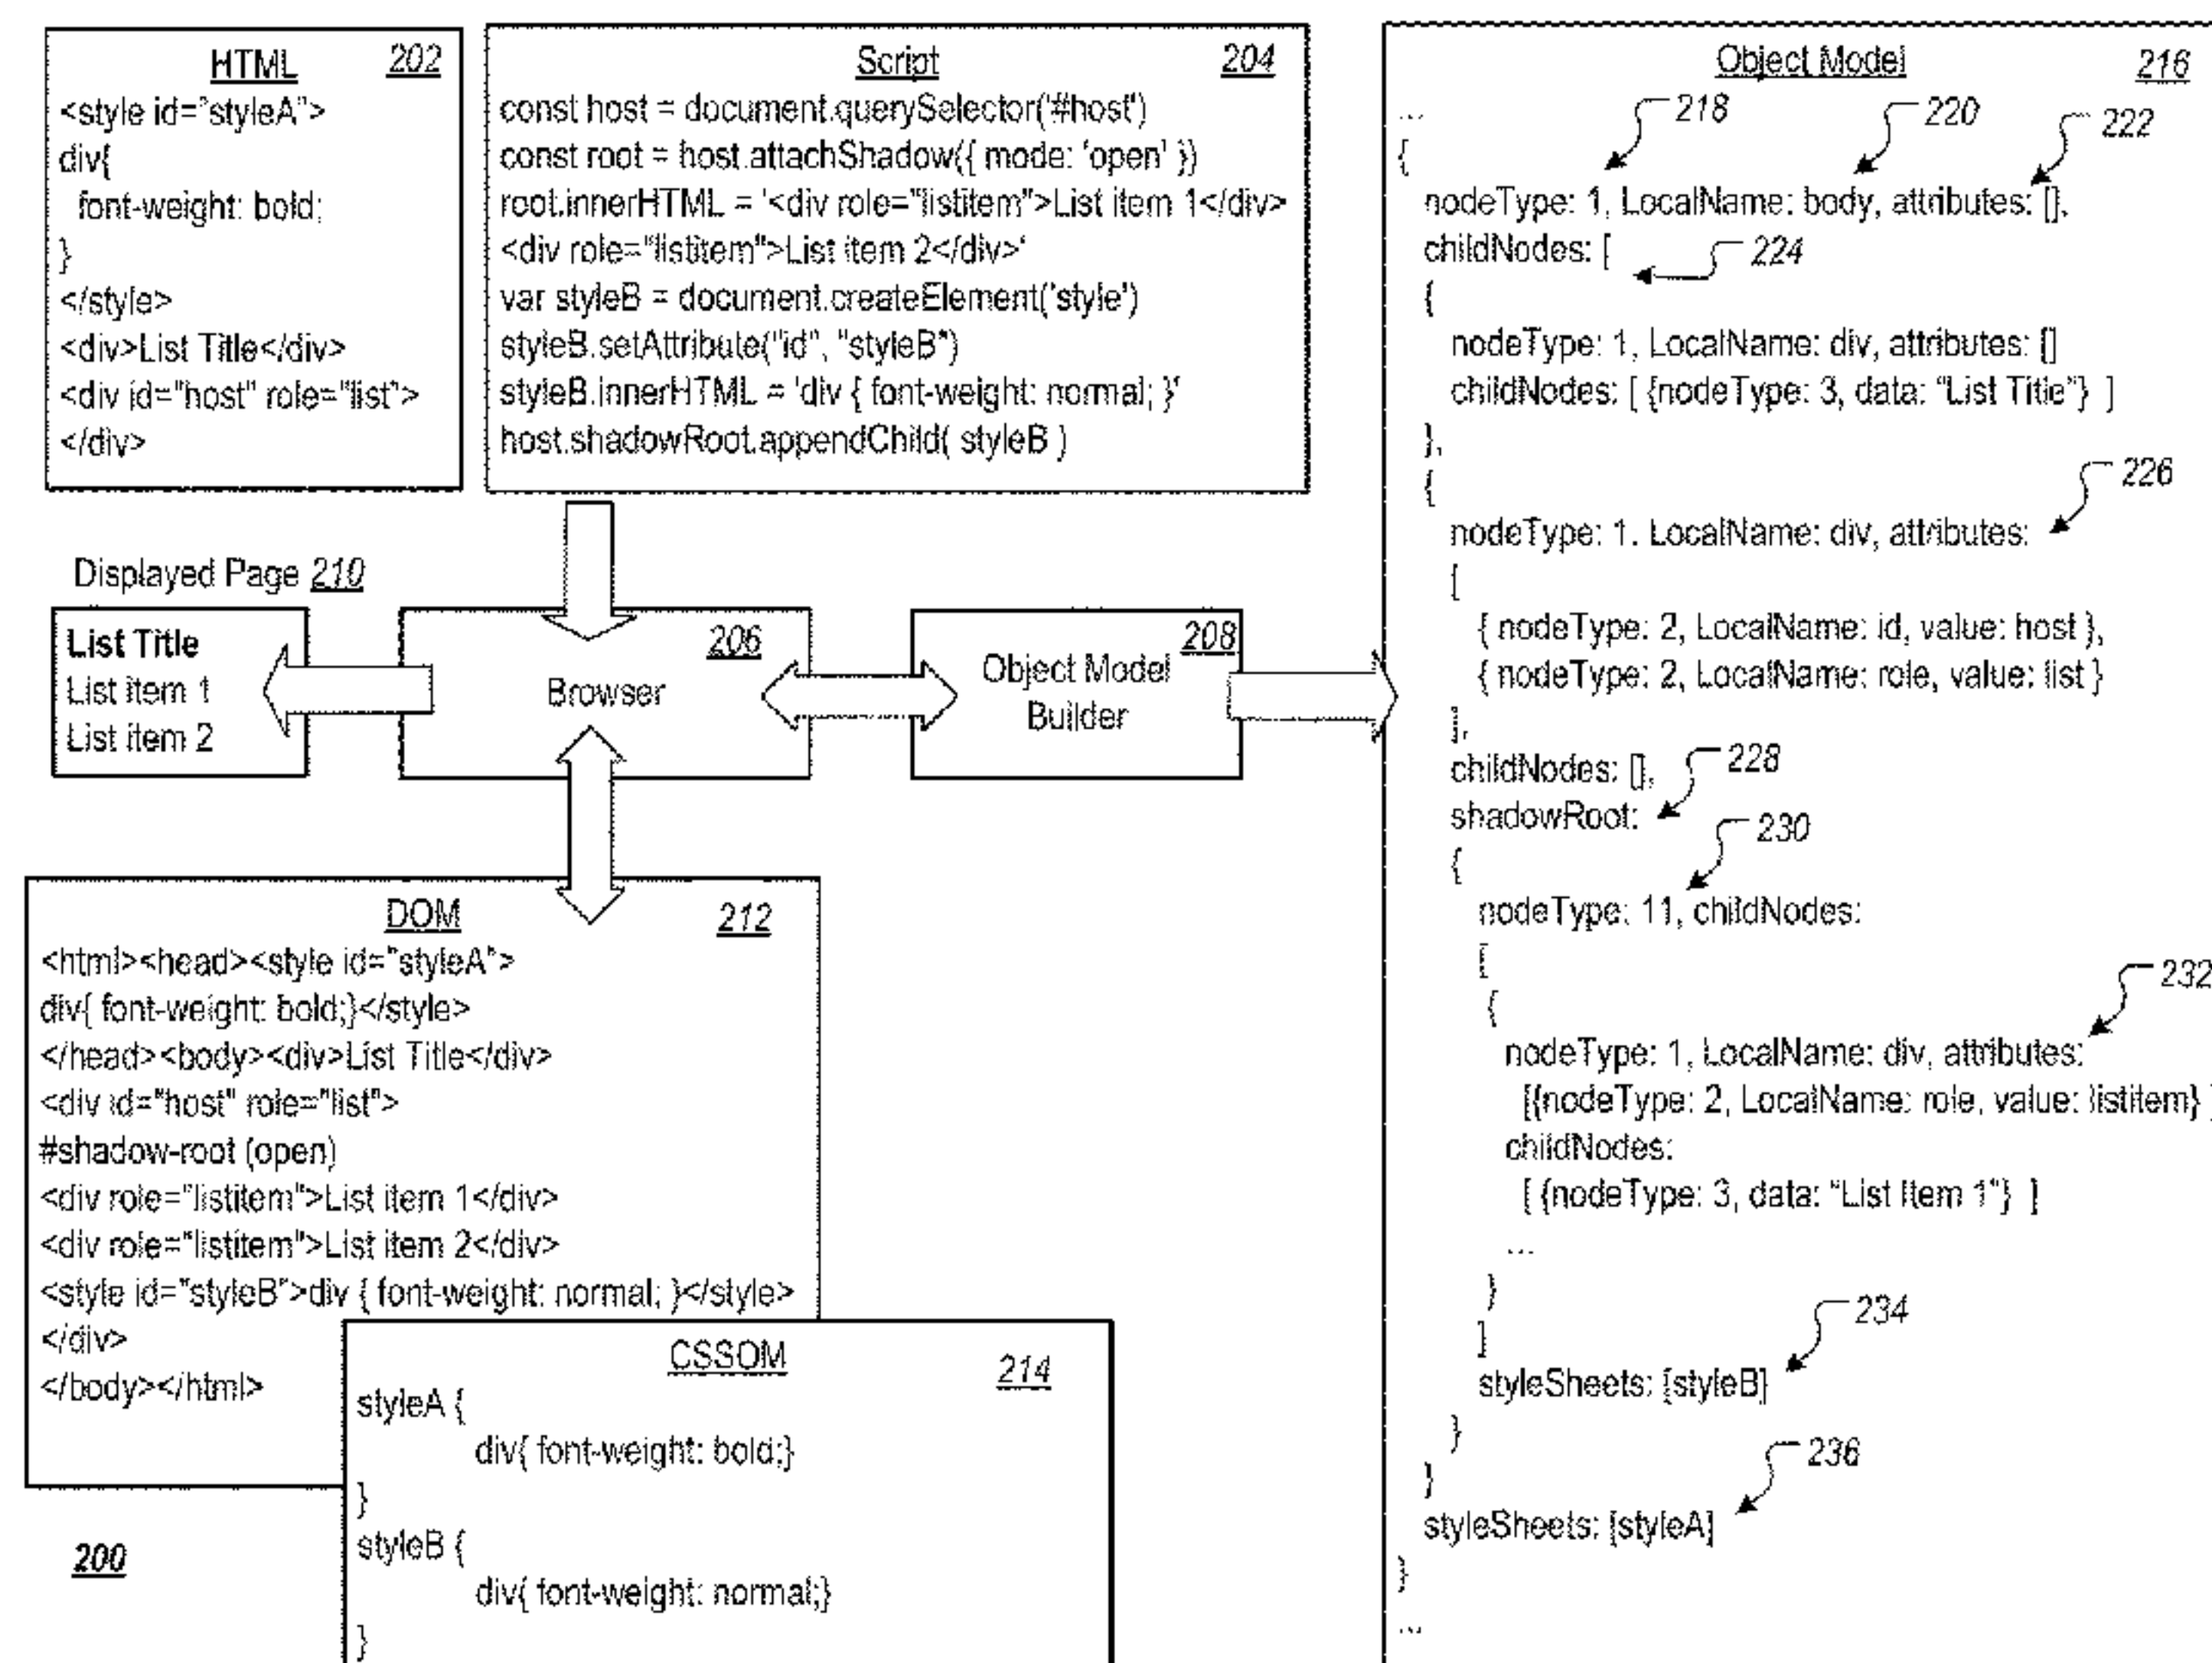 HTML 202
<style id="styleA">
div{
font-weight: bold;
}
</style>
<div>List Title</div>
<div id="host" role="list">
</div>
Script 204
const host = document.querySelector('#host')
const root = host.attachShadow({ mode: 'open' })
root.innerHTML = '<div role="listitem">List item 1</div>
<div role="listitem">List item 2</div>'
var styleB = document.createElement('style')
styleB.setAttribute("id", "styleB")
styleB.innerHTML = 'div { font-weight: normal; }'
host.shadowRoot.appendChild( styleB )
Displayed Page 210
List Title
List item 1
List item 2
206
Browser
208
Object Model
Builder
DOM 212
<html><head><style id="styleA">
div{ font-weight: bold;}</style>
</head><body><div>List Title</div>
<div id="host" role="list">
#shadow-root (open)
<div role="listitem">List item 1</div>
<div role="listitem">List item 2</div>
<style id="styleB">div { font-weight: normal; }</style>
</div>
</body></html>
CSSOM 214
styleA {
div{ font-weight: bold;}
}
styleB {
div{ font-weight: normal;}
}
200
Object Model 216
...
218 220 222
{
nodeType: 1, LocalName: body, attributes: [],
childNodes: [ 224
{
nodeType: 1, LocalName: div, attributes: []
childNodes: [ {nodeType: 3, data: "List Title"} ]
},
{ 226
nodeType: 1. LocalName: div, attributes:
[
{ nodeType: 2, LocalName: id, value: host },
{ nodeType: 2, LocalName: role, value: list }
],
childNodes: [], 228
shadowRoot:
{ 230
nodeType: 11, childNodes:
[
{ 232
nodeType: 1, LocalName: div, attributes:
[{nodeType: 2, LocalName: role, value: listitem} ]
childNodes:
[ {nodeType: 3, data: "List Item 1"} ]
...
}
] 234
styleSheets: [styleB]
}
} 236
styleSheets: [styleA]
}
...